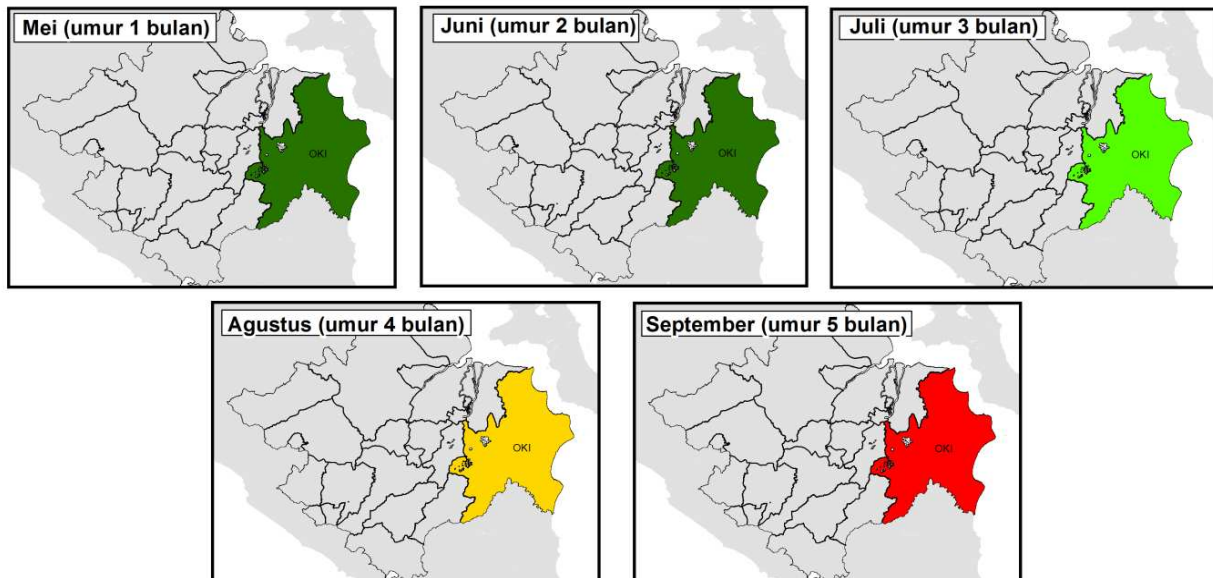 Mei (umur 1 bulan)
OKI
Juni (umur 2 bulan)
OKI
Juli (umur 3 bulan)
OKI
Agustus (umur 4 bulan)
OKI
September (umur 5 bulan)
OKI